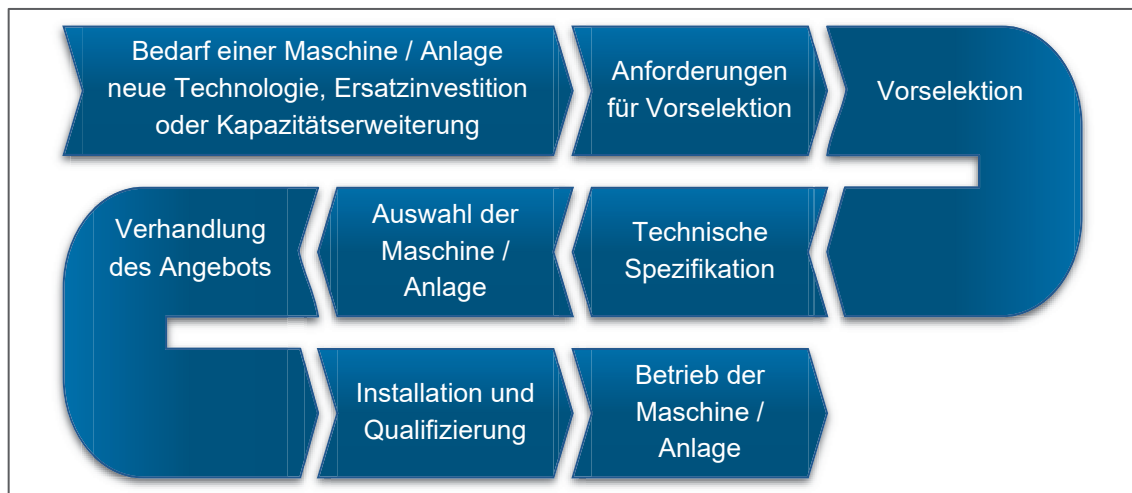 Bedarf einer Maschine / Anlage
neue Technologie, Ersatzinvestition
oder Kapazitätserweiterung
Anforderungen
für Vorselektion
Vorselektion
Technische
Spezifikation
Auswahl der
Maschine /
Anlage
Verhandlung
des Angebots
Installation und
Qualifizierung
Betrieb der
Maschine /
Anlage